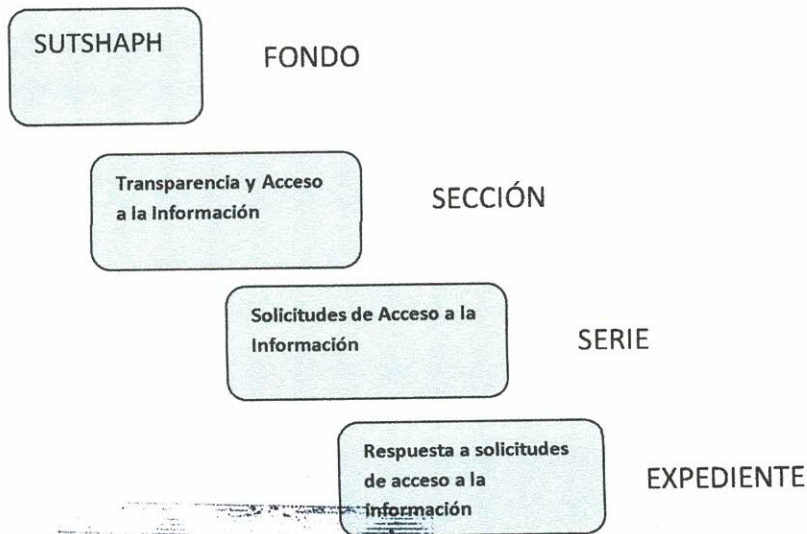 SUTSHAPH
FONDO
Transparencia y Acceso
a la Información
SECCIÓN
Solicitudes de Acceso a la
Información
SERIE
Respuesta a solicitudes
de acceso a la
información
EXPEDIENTE